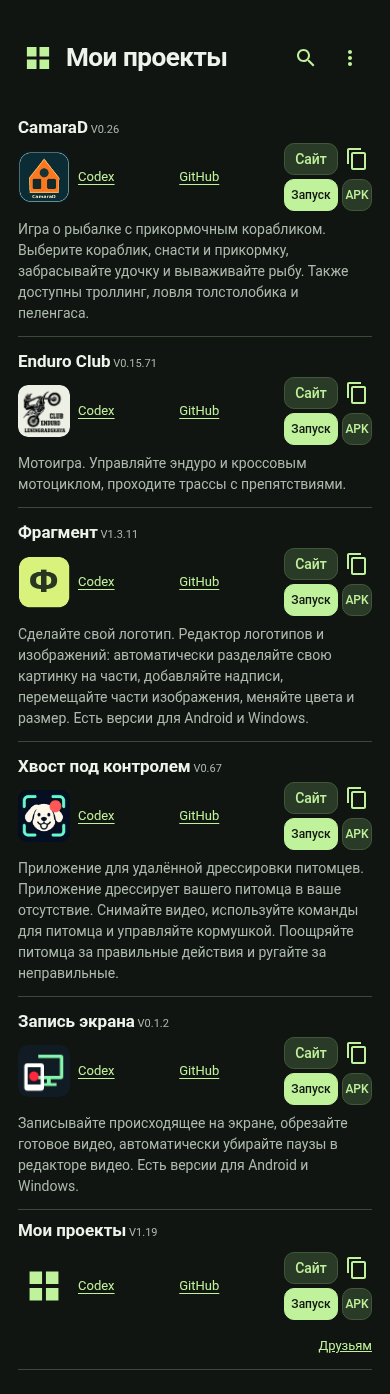 Мои проекты
CamaraD V0.26
Сайт
CamaraD
Codex
GitHub
Запуск
APK
Игра о рыбалке с прикормочным корабликом.
Выберите кораблик, снасти и прикормку,
забрасывайте удочку и вываживайте рыбу. Также
доступны троллинг, ловля толстолобика и
пеленгаса.
Enduro Club V0.15.71
Сайт
CLUB
ENDURO
LENINGRADSKAYA
Codex
GitHub
Запуск
APK
Мотоигра. Управляйте эндуро и кроссовым
мотоциклом, проходите трассы с препятствиями.
Фрагмент V1.3.11
Сайт
Ф
Codex
GitHub
Запуск
APK
Сделайте свой логотип. Редактор логотипов и
изображений: автоматически разделяйте свою
картинку на части, добавляйте надписи,
перемещайте части изображения, меняйте цвета и
размер. Есть версии для Android и Windows.
Хвост под контролем V0.67
Сайт
Codex
GitHub
Запуск
APK
Приложение для удалённой дрессировки питомцев.
Приложение дрессирует вашего питомца в ваше
отсутствие. Снимайте видео, используйте команды
для питомца и управляйте кормушкой. Поощряйте
питомца за правильные действия и ругайте за
неправильные.
Запись экрана V0.1.2
Сайт
Codex
GitHub
Запуск
APK
Записывайте происходящее на экране, обрезайте
готовое видео, автоматически убирайте паузы в
редакторе видео. Есть версии для Android и
Windows.
Мои проекты V1.19
Сайт
Codex
GitHub
Запуск
APK
Друзьям